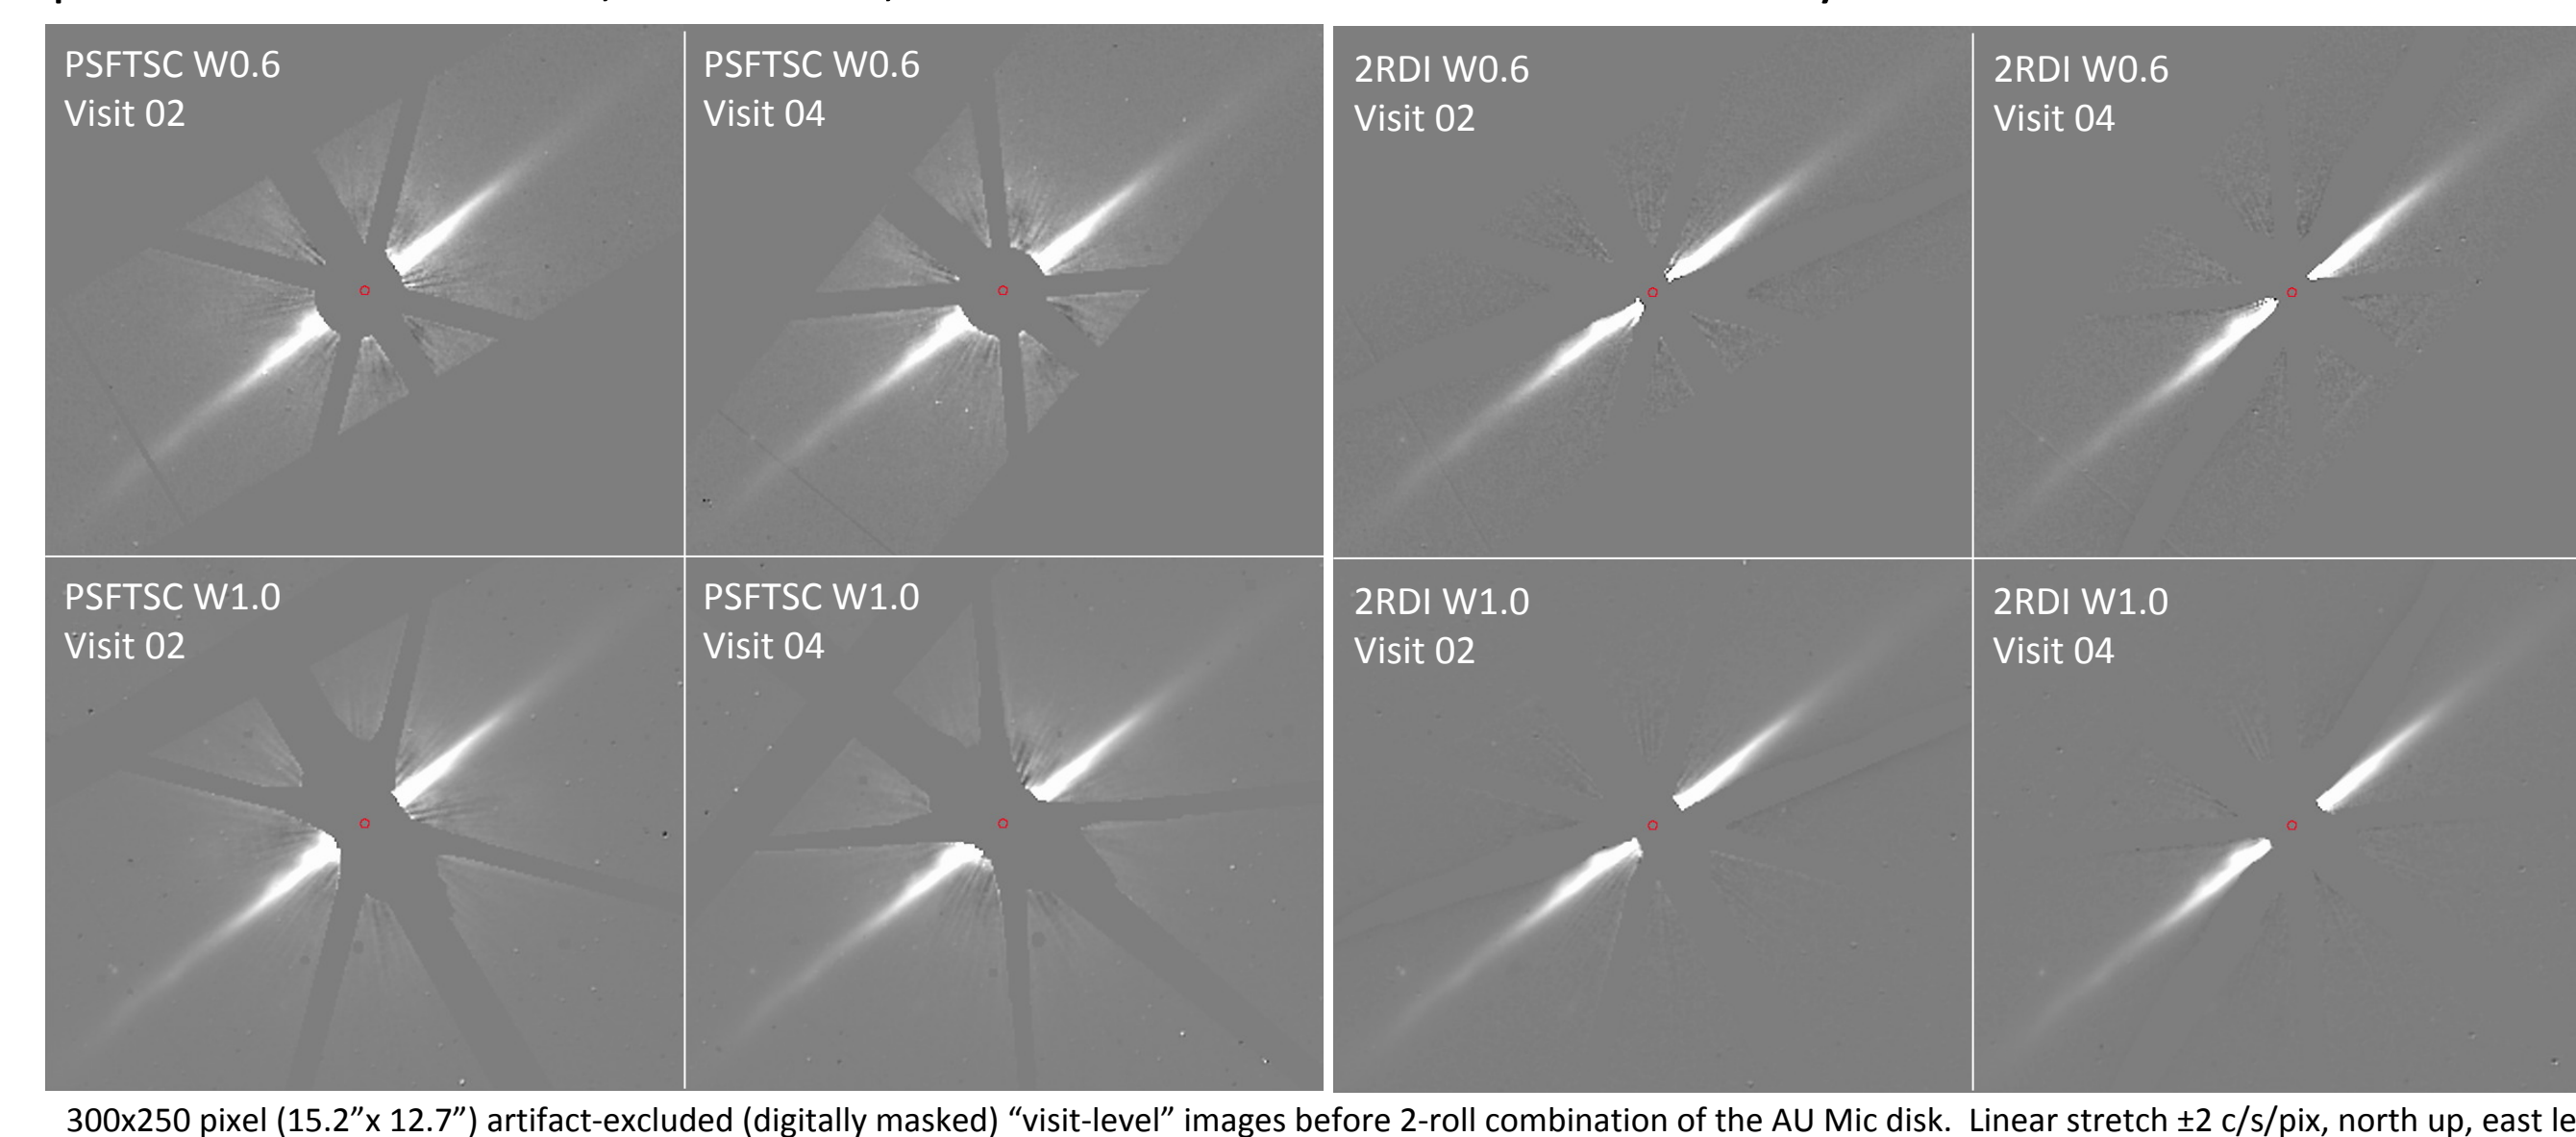 PSFTSC W0.6
Visit 02
PSFTSC W0.6
Visit 04
2RDI W0.6
Visit 02
2RDI W0.6
Visit 04
PSFTSC W1.0
Visit 02
PSFTSC W1.0
Visit 04
2RDI W1.0
Visit 02
2RDI W1.0
Visit 04
300x250 pixel (15.2”x 12.7”) artifact-excluded (digitally masked) “visit-level” images before 2-roll combination of the AU Mic disk.  Linear stretch ±2 c/s/pix, north up, east le